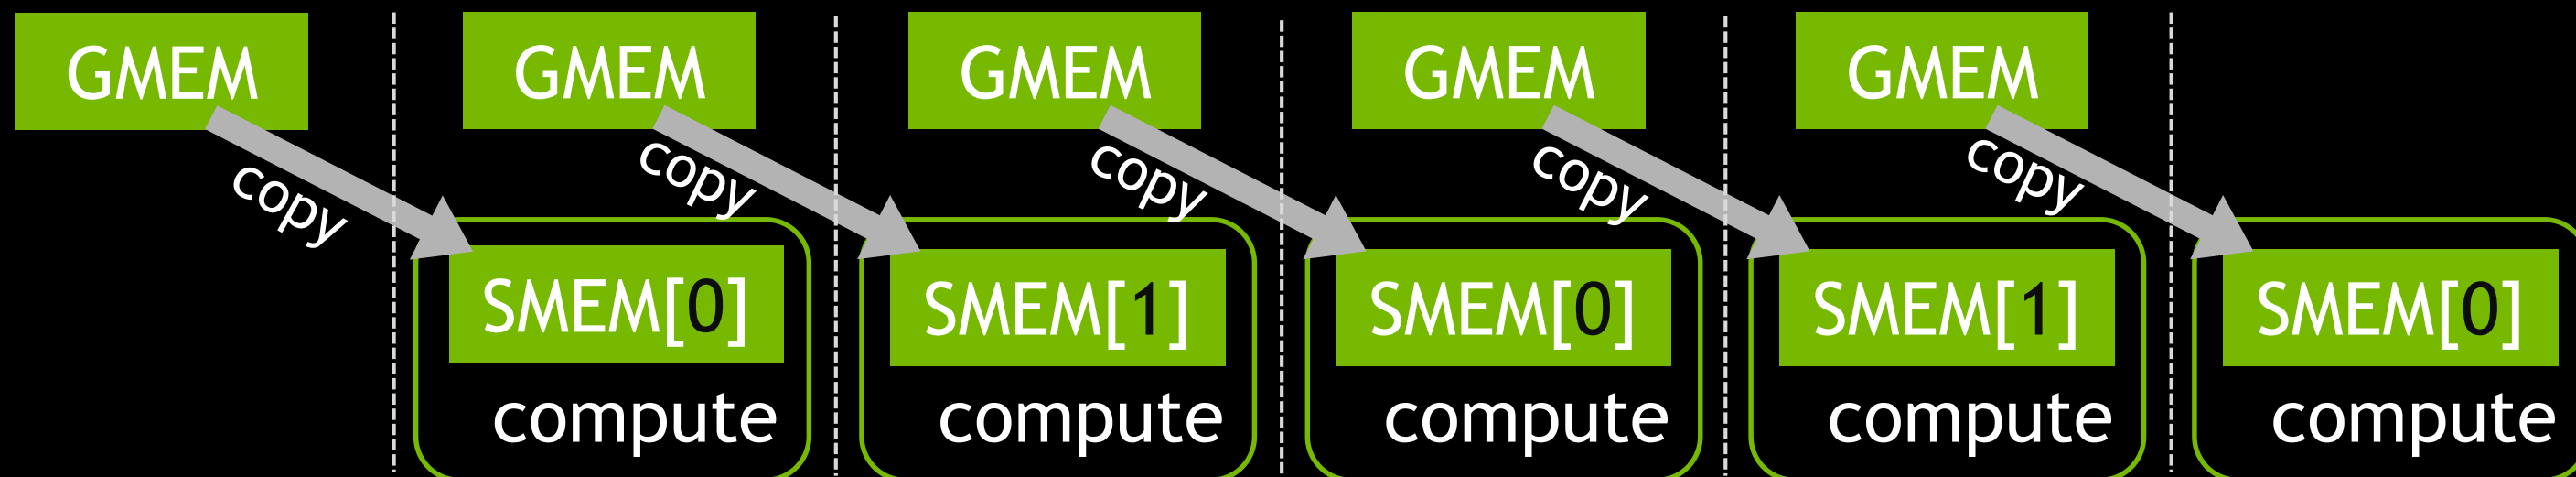 GMEM GMEM GMEM GMEM GMEM
copy copy copy copy copy
SMEM[0] SMEM[1] SMEM[0] SMEM[1] SMEM[0]
compute compute compute compute compute